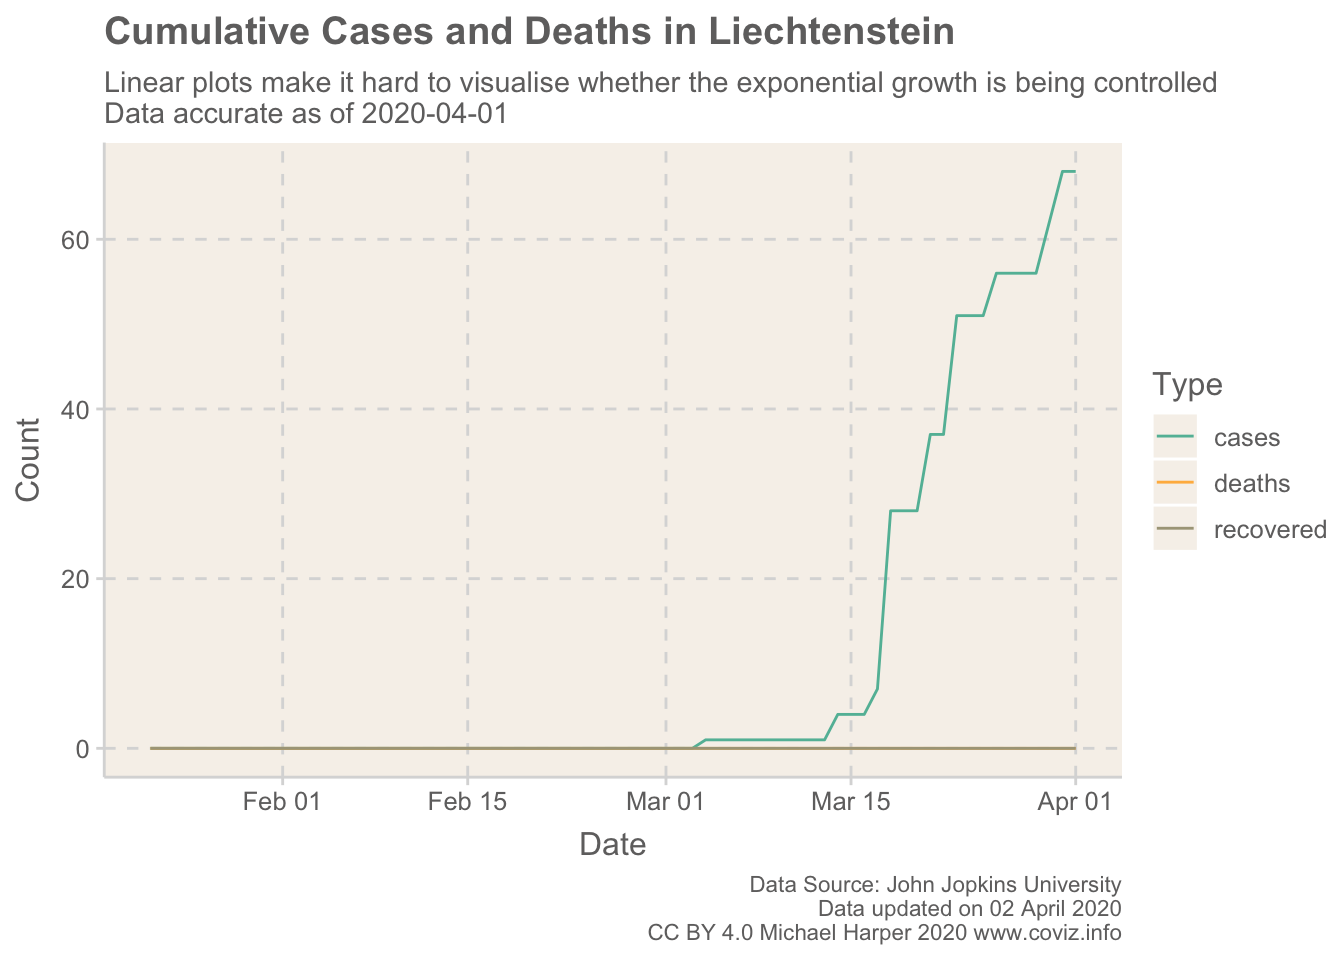 Cumulative Cases and Deaths in Liechtenstein
Linear plots make it hard to visualise whether the exponential growth is being controlled
Data accurate as of 2020-04-01
60
40
20
0
Count
Feb 01 Feb 15 Mar 01 Mar 15 Apr 01
Date
Type
cases
deaths
recovered
Data Source: John Jopkins University
Data updated on 02 April 2020
CC BY 4.0 Michael Harper 2020 www.coviz.info